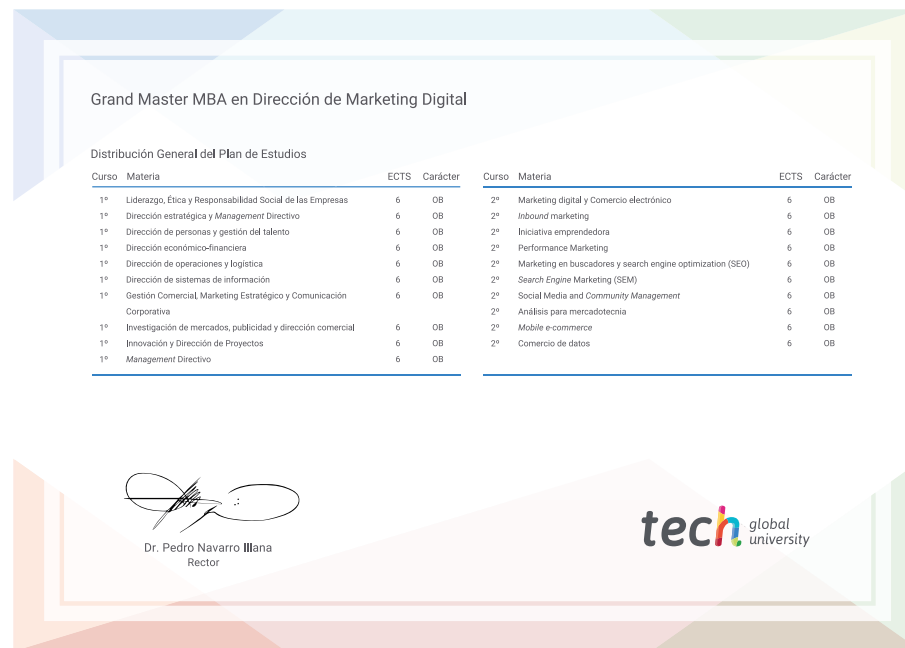 Grand Master MBA en Dirección de Marketing Digital
Distribución General del Plan de Estudios
Curso Materia ECTS Carácter
1º Liderazgo, Ética y Responsabilidad Social de las Empresas 6 OB
1º Dirección estratégica y Management Directivo 6 OB
1º Dirección de personas y gestión del talento 6 OB
1º Dirección económico-financiera 6 OB
1º Dirección de operaciones y logística 6 OB
1º Dirección de sistemas de información 6 OB
1º Gestión Comercial, Marketing Estratégico y Comunicación 6 OB
Corporativa
1º Investigación de mercados, publicidad y dirección comercial 6 OB
1º Innovación y Dirección de Proyectos 6 OB
1º Management Directivo 6 OB
Curso Materia ECTS Carácter
2º Marketing digital y Comercio electrónico 6 OB
2º Inbound marketing 6 OB
2º Iniciativa emprendedora 6 OB
2º Performance Marketing 6 OB
2º Marketing en buscadores y search engine optimization (SEO) 6 OB
2º Search Engine Marketing (SEM) 6 OB
2º Social Media and Community Management 6 OB
2º Análisis para mercadotecnia 6 OB
2º Mobile e-commerce 6 OB
2º Comercio de datos 6 OB
Dr. Pedro Navarro Illana
Rector
tech global
university